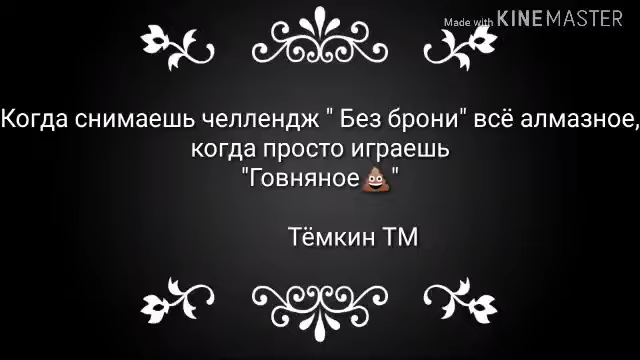 Made with KINEMASTER
Когда снимаешь челлендж " Без брони" всё алмазное,
когда просто играешь
"Говняное💩"
Тёмкин ТМ